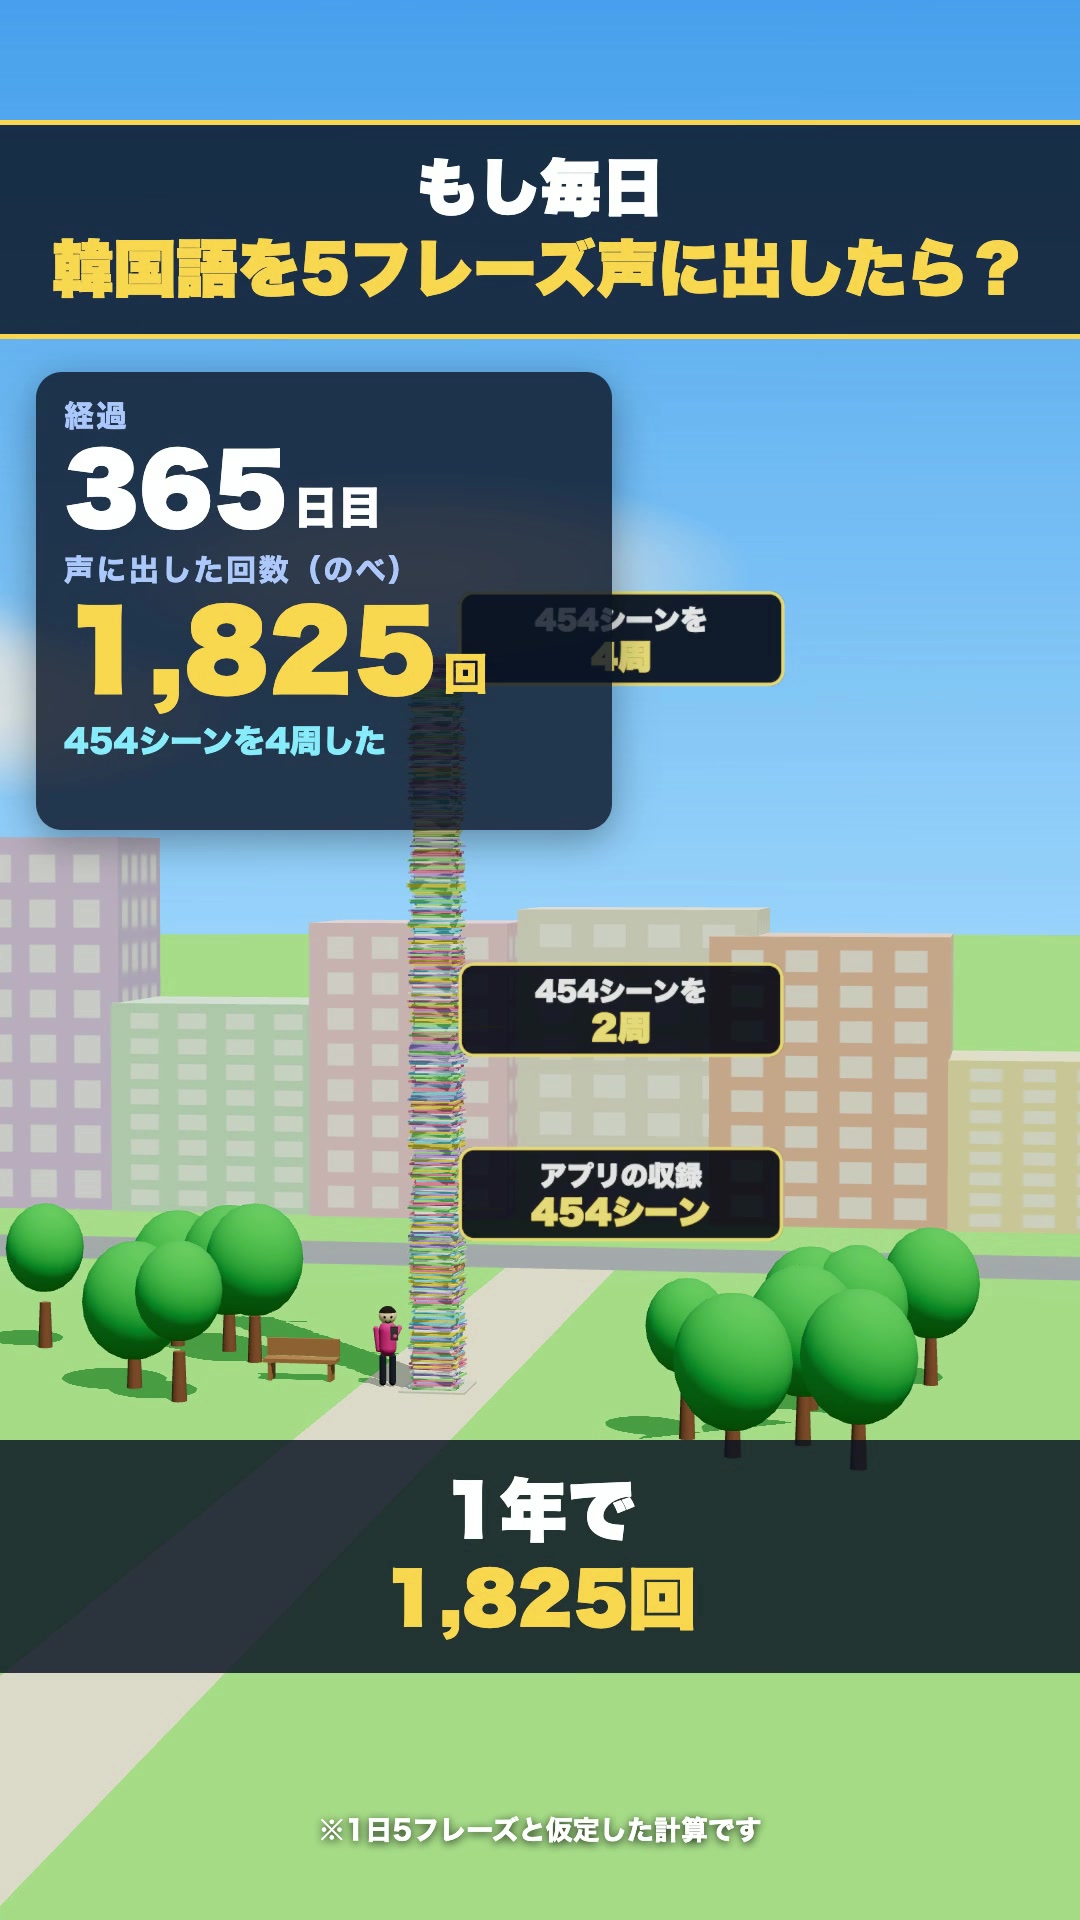 もし毎日
韓国語を5フレーズ声に出したら？
経過
365日目
声に出した回数（のべ）
1,825回
454シーンを4周した
454シーンを
4周
454シーンを
2周
アプリの収録
454シーン
1年で
1,825回
※1日5フレーズと仮定した計算です